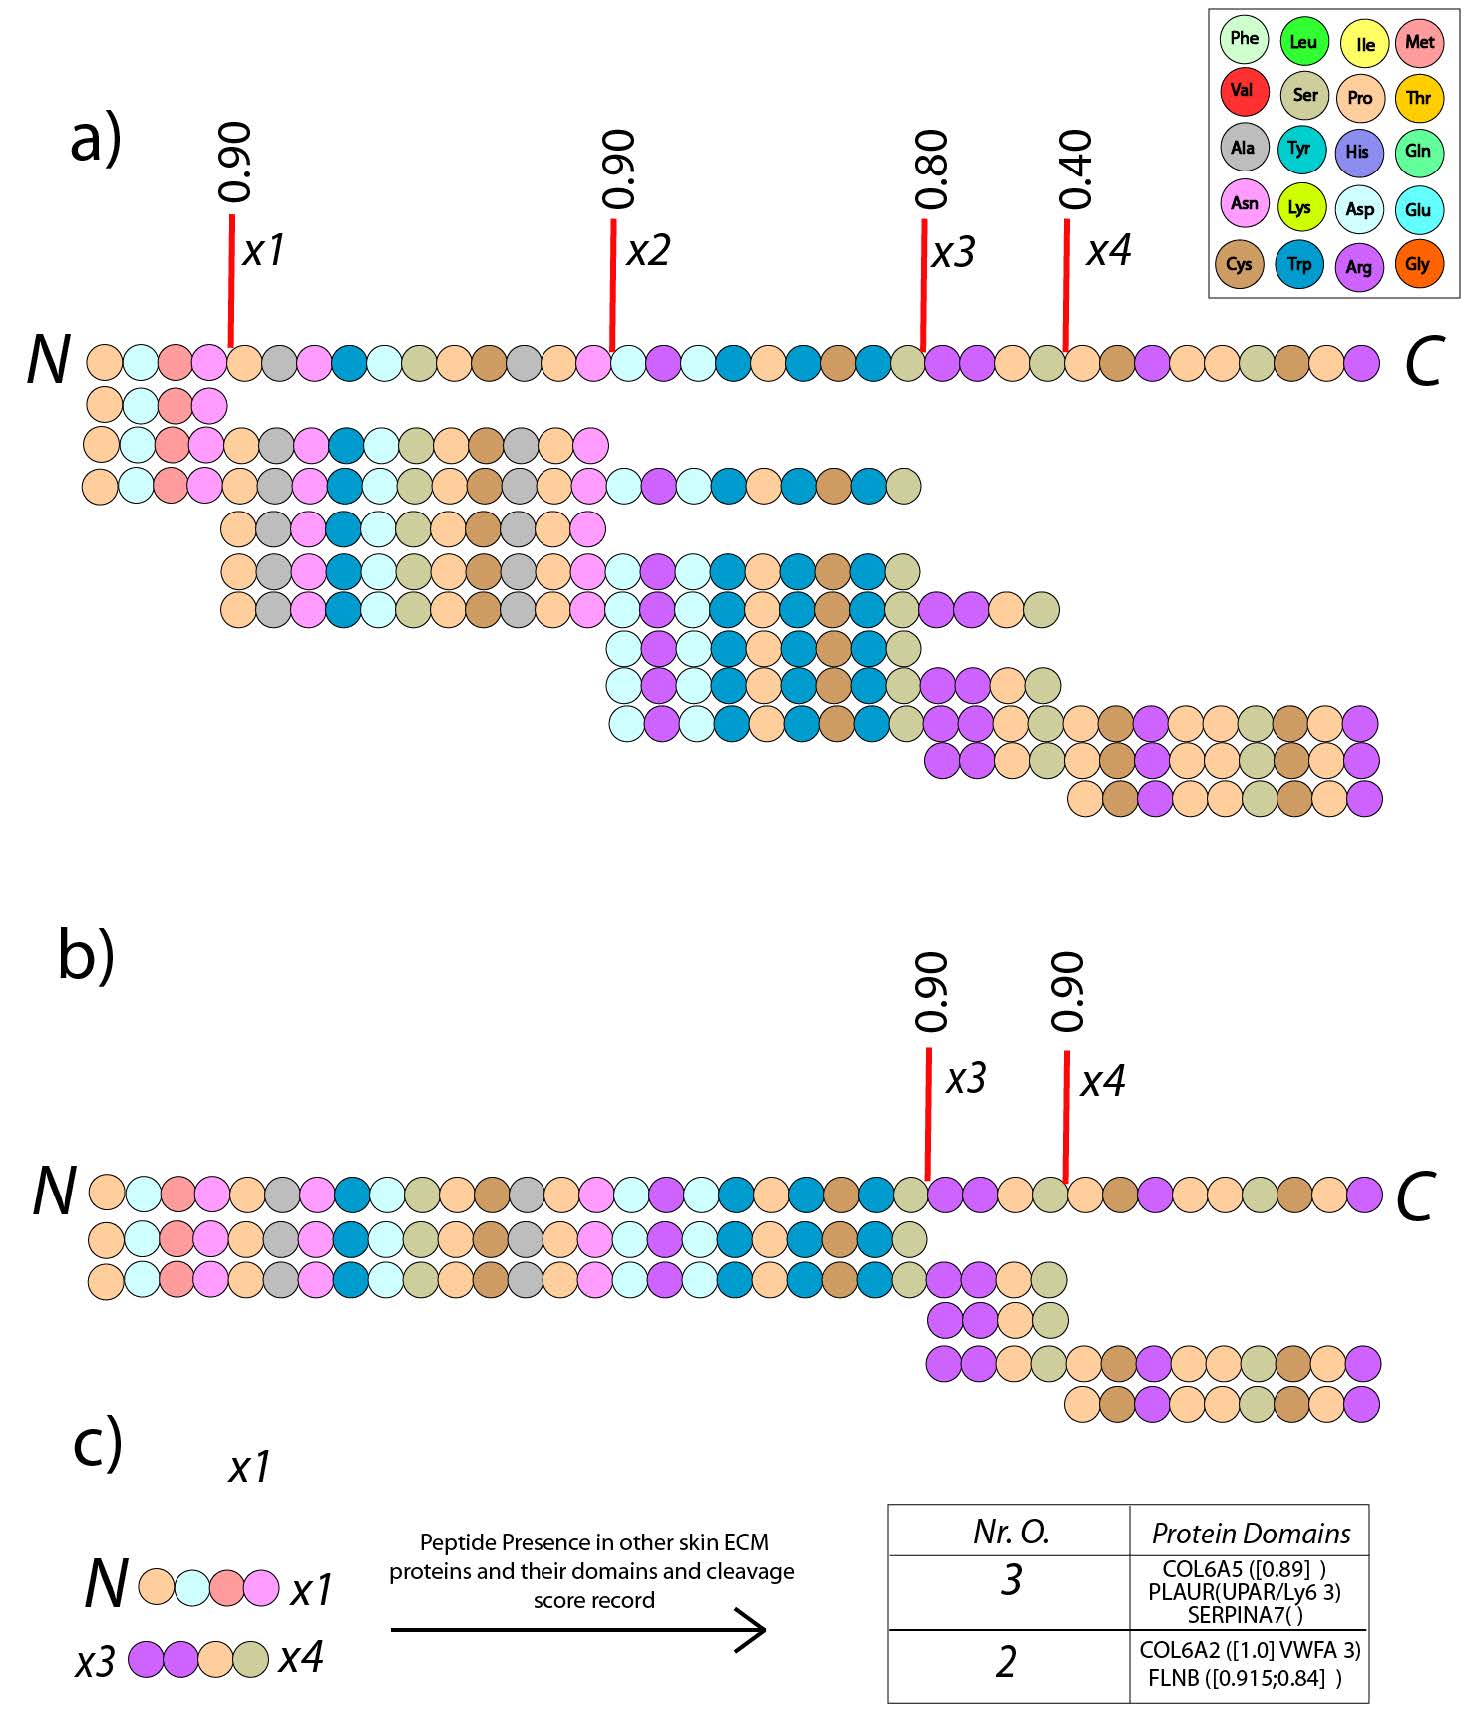 Phe Leu Ile Met
Val Ser Pro Thr
Ala Tyr His Gln
Asn Lys Asp Glu
Cys Trp Arg Gly
a)
0.90 0.90 0.80 0.40
x1 x2 x3 x4
N C
b)
0.90 0.90
x3 x4
N C
c)
x1
N x1
x3 x4
Peptide Presence in other skin ECM
proteins and their domains and cleavage
score record
Nr. O. Protein Domains
3
COL6A5 ([0.89] )
PLAUR(UPAR/Ly6 3)
SERPINA7( )
2
COL6A2 ([1.0] VWFA 3)
FLNB ([0.915;0.84] )